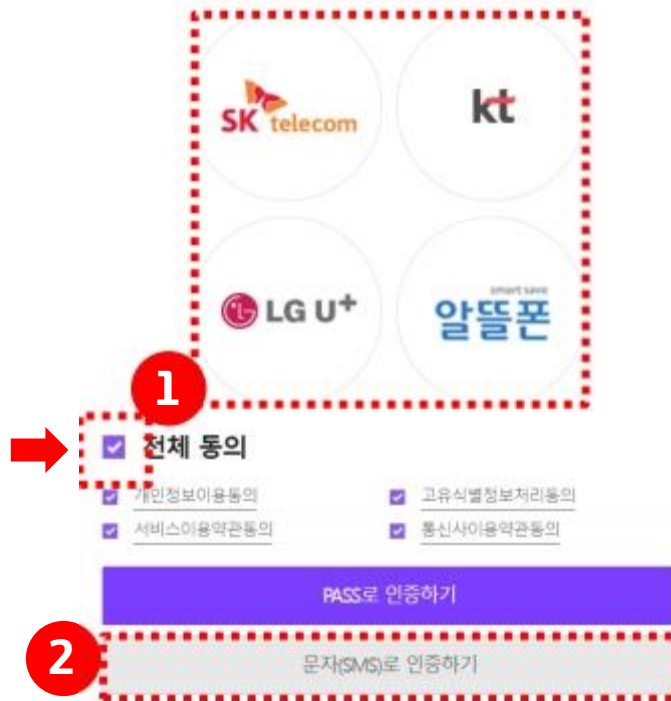 SK telecom
kt
LG U+
smart save
알뜰폰
1
전체 동의
개인정보이용동의
고유식별정보처리동의
서비스이용약관동의
통신사이용약관동의
PASS로 인증하기
2
문자(SMS)로 인증하기